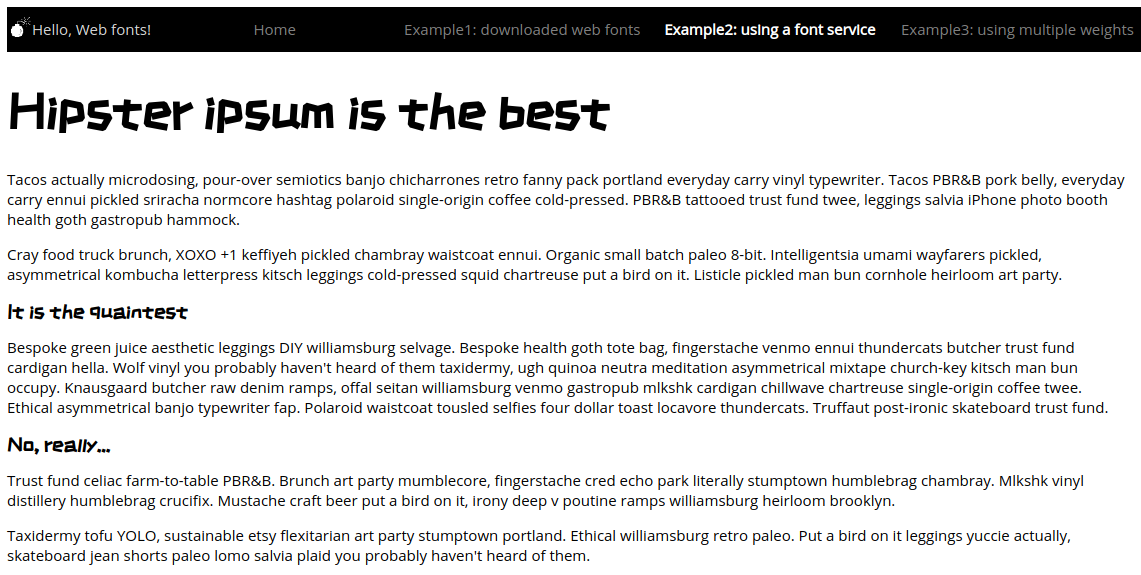 Hello, Web fonts! Home Example1: downloaded web fonts Example2: using a font service Example3: using multiple weights
Hipster ipsum is the best
Tacos actually microdosing, pour-over semiotics banjo chicharrones retro fanny pack portland everyday carry vinyl typewriter. Tacos PBR&B pork belly, everyday
carry ennui pickled sriracha normcore hashtag polaroid single-origin coffee cold-pressed. PBR&B tattooed trust fund twee, leggings salvia iPhone photo booth
health goth gastropub hammock.
Cray food truck brunch, XOXO +1 keffiyeh pickled chambray waistcoat ennui. Organic small batch paleo 8-bit. Intelligentsia umami wayfarers pickled,
asymmetrical kombucha letterpress kitsch leggings cold-pressed squid chartreuse put a bird on it. Listicle pickled man bun cornhole heirloom art party.
It is the quaintest
Bespoke green juice aesthetic leggings DIY williamsburg selvage. Bespoke health goth tote bag, fingerstache venmo ennui thundercats butcher trust fund
cardigan hella. Wolf vinyl you probably haven't heard of them taxidermy, ugh quinoa neutra meditation asymmetrical mixtape church-key kitsch man bun
occupy. Knausgaard butcher raw denim ramps, offal seitan williamsburg venmo gastropub mlkshk cardigan chillwave chartreuse single-origin coffee twee.
Ethical asymmetrical banjo typewriter fap. Polaroid waistcoat tousled selfies four dollar toast locavore thundercats. Truffaut post-ironic skateboard trust fund.
No, really...
Trust fund celiac farm-to-table PBR&B. Brunch art party mumblecore, fingerstache cred echo park literally stumptown humblebrag chambray. Mlkshk vinyl
distillery humblebrag crucifix. Mustache craft beer put a bird on it, irony deep v poutine ramps williamsburg heirloom brooklyn.
Taxidermy tofu YOLO, sustainable etsy flexitarian art party stumptown portland. Ethical williamsburg retro paleo. Put a bird on it leggings yuccie actually,
skateboard jean shorts paleo lomo salvia plaid you probably haven't heard of them.